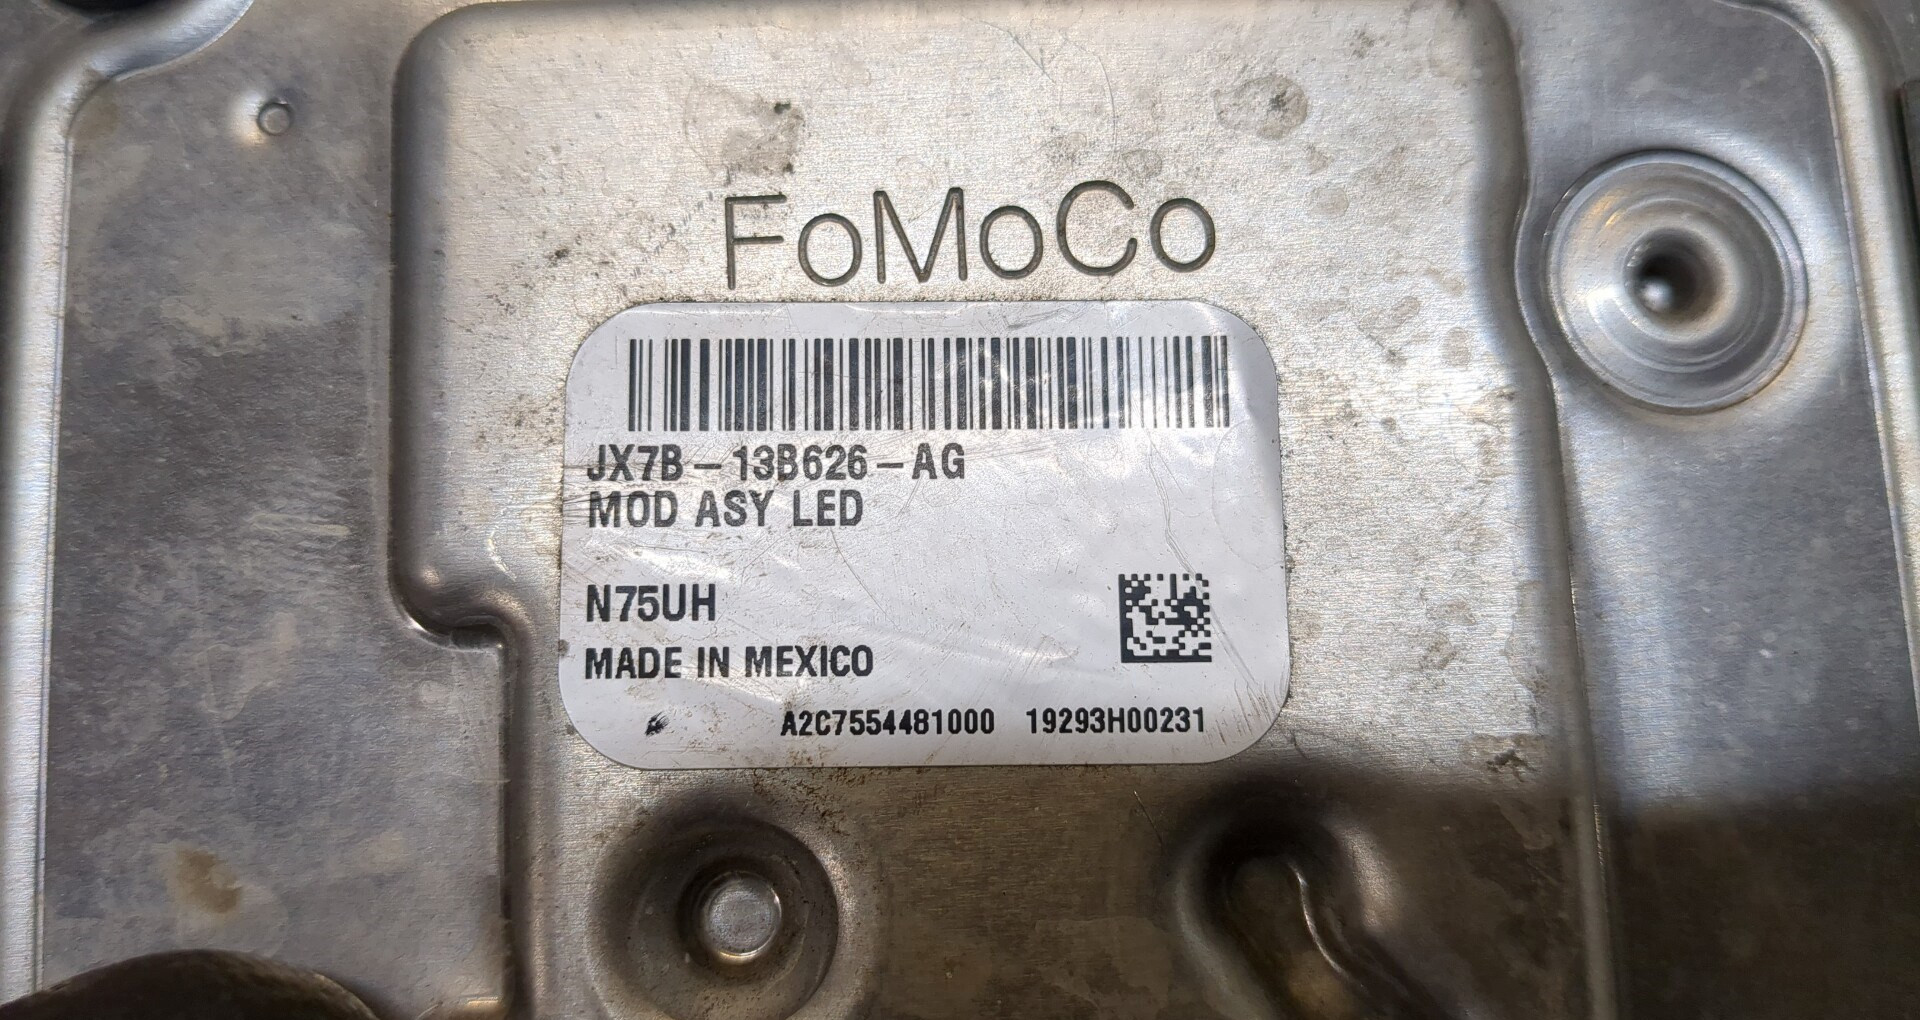 FoMoCo
JX7B-13B626-AG
MOD ASY LED
N75UH
MADE IN MEXICO
A2C7554481000 19293H00231